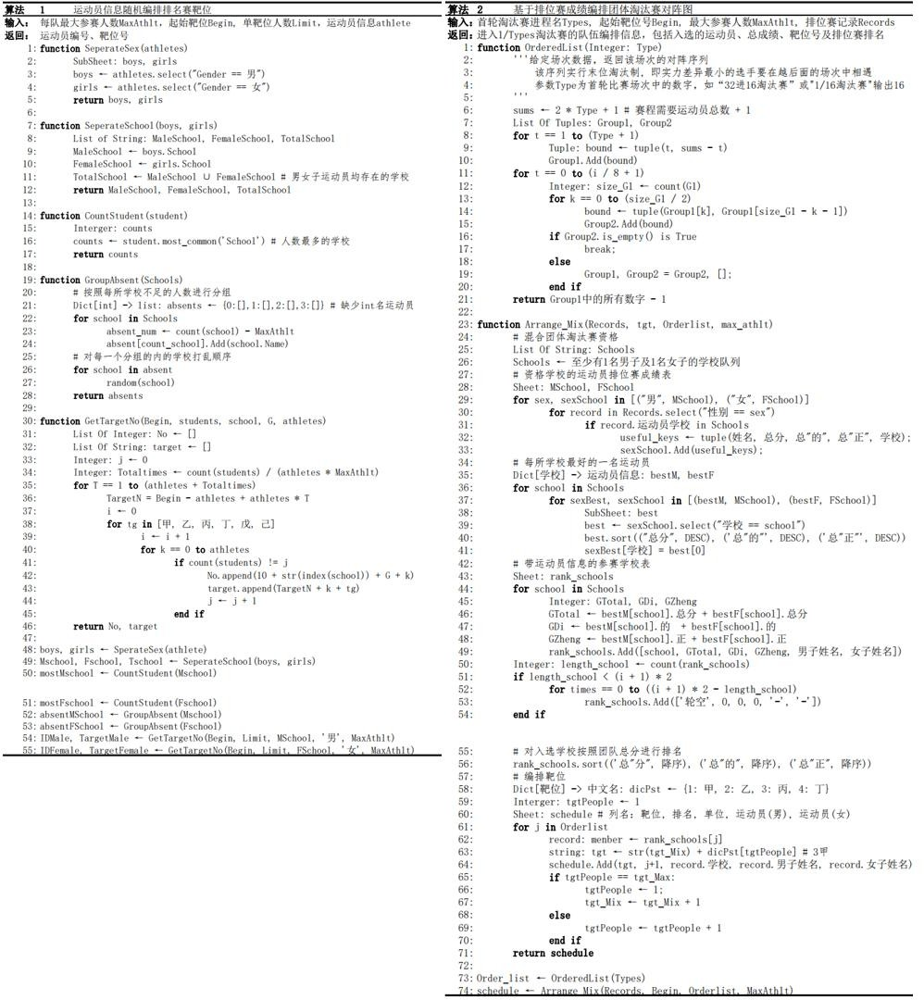 算法 1 运动员信息随机编排排名赛靶位
输入: 每队最大参赛人数MaxAthlt, 起始靶位Begin, 单靶位人数Limit, 运动员信息athlete
返回: 运动员编号、靶位号
1: function SeperateSex(athletes)
2: SubSheet: boys, girls
3: boys ← athletes.select("Gender == 男")
4: girls ← athletes.select("Gender == 女")
5: return boys, girls
6:
7: function SeperateSchool(boys, girls)
8: List of String: MaleSchool, FemaleSchool, TotalSchool
9: MaleSchool ← boys.School
10: FemaleSchool ← girls.School
11: TotalSchool ← MaleSchool ∪ FemaleSchool # 男女子运动员均存在的学校
12: return MaleSchool, FemaleSchool, TotalSchool
13:
14: function CountStudent(student)
15: Interger: counts
16: counts ← student.most_common('School') # 人数最多的学校
17: return counts
18:
19: function GroupAbsent(Schools)
20: # 按照每所学校不足的人数进行分组
21: Dict[int] -> list: absents ← {0:[],1:[],2:[],3:[]} # 缺少int名运动员
22: for school in Schools
23: absent_num ← count(school) - MaxAthlt
24: absent[count_school].Add(school.Name)
25: # 对每一个分组的内的学校打乱顺序
26: for school in absent
27: random(school)
28: return absents
29:
30: function GetTargetNo(Begin, students, school, G, athletes)
31: List Of Integer: No ← []
32: List Of String: target ← []
33: Integer: j ← 0
34: Integer: Totaltimes ← count(students) / (athletes * MaxAthlt)
35: for T == 1 to (athletes + Totaltimes)
36: TargetN = Begin - athletes + athletes * T
37: i ← 0
38: for tg in [甲, 乙, 丙, 丁, 戊, 己]
39: i ← i + 1
40: for k == 0 to athletes
41: if count(students) != j
42: No.append(10 + str(index(school)) + G + k)
43: target.append(TargetN + k + tg)
44: j ← j + 1
45: end if
46: return No, target
47:
48: boys, girls ← SperateSex(athlete)
49: Mschool, Fschool, Tschool ← SeperateSchool(boys, girls)
50: mostMschool ← CountStudent(Mschool)
51: mostFschool ← CountStudent(Fschool)
52: absentMSchool ← GroupAbsent(Mschool)
53: absentFSchool ← GroupAbsent(Fschool)
54: IDMale, TargetMale ← GetTargetNo(Begin, Limit, MSchool, '男', MaxAthlt)
55: IDFemale, TargetFemale ← GetTargetNo(Begin, Limit, FSchool, '女', MaxAthlt)
算法 2 基于排位赛成绩编排团体淘汰赛对阵图
输入: 首轮淘汰赛进程名Types, 起始靶位号Begin, 最大参赛人数MaxAthlt, 排位赛记录Records
返回: 进入1/Types淘汰赛的队伍编排信息, 包括入选的运动员、总成绩、靶位号及排位赛排名
1: function OrderedList(Integer: Type)
2: '''给定场次数据, 返回该场次的对阵序列
3: 该序列实行末位淘汰制, 即实力差异最小的选手要在越后面的场次中相遇
4: 参数Type为首轮比赛场次中的数字, 如“32进16淘汰赛”或"1/16淘汰赛"输出16
5: '''
6: sums ← 2 * Type + 1 # 赛程需要运动员总数 + 1
7: List Of Tuples: Group1, Group2
8: for t == 1 to (Type + 1)
9: Tuple: bound ← tuple(t, sums - t)
10: Group1.Add(bound)
11: for t == 0 to (i / 8 + 1)
12: Integer: size_G1 ← count(G1)
13: for k == 0 to (size_G1 / 2)
14: bound ← tuple(Group1[k], Group1[size_G1 - k - 1])
15: Group2.Add(bound)
16: if Group2.is_empty() is True
17: break;
18: else
19: Group1, Group2 = Group2, [];
20: end if
21: return Group1中的所有数字 - 1
22:
23: function Arrange_Mix(Records, tgt, Orderlist, max_athlt)
24: # 混合团体淘汰赛资格
25: List Of String: Schools
26: Schools ← 至少有1名男子及1名女子的学校队列
27: # 资格学校的运动员排位赛成绩表
28: Sheet: MSchool, FSchool
29: for sex, sexSchool in [("男", MSchool), ("女", FSchool)]
30: for record in Records.select("性别 == sex")
31: if record.运动员学校 in Schools
32: useful_keys ← tuple(姓名, 总分, 总"的", 总"正", 学校);
33: sexSchool.Add(useful_keys);
34: # 每所学校最好的一名运动员
35: Dict[学校] -> 运动员信息: bestM, bestF
36: for school in Schools
37: for sexBest, sexSchool in [(bestM, MSchool), (bestF, FSchool)]
38: SubSheet: best
39: best ← sexSchool.select("学校 == school")
40: best.sort(("总分", DESC), ('总"的"', DESC), ('总"正"', DESC))
41: sexBest[学校] = best[0]
42: # 带运动员信息的参赛学校表
43: Sheet: rank_schools
44: for school in Schools
45: Integer: GTotal, GDi, GZheng
46: GTotal ← bestM[school].总分 + bestF[school].总分
47: GDi ← bestM[school].的 + bestF[school].的
48: GZheng ← bestM[school].正 + bestF[school].正
49: rank_schools.Add([school, GTotal, GDi, GZheng, 男子姓名, 女子姓名])
50: Integer: length_school ← count(rank_schools)
51: if length_school < (i + 1) * 2
52: for times == 0 to ((i + 1) * 2 - length_school)
53: rank_schools.Add(['轮空', 0, 0, 0, '-', '-'])
54: end if
55: # 对入选学校按照团队总分进行排名
56: rank_schools.sort(('总"分", 降序), ('总"的", 降序), ('总"正", 降序))
57: # 编排靶位
58: Dict[靶位] -> 中文名: dicPst ← {1: 甲, 2: 乙, 3: 丙, 4: 丁}
59: Interger: tgtPeople ← 1
60: Sheet: schedule # 列名: 靶位, 排名, 单位, 运动员(男), 运动员(女)
61: for j in Orderlist
62: record: menber ← rank_schools[j]
63: string: tgt ← str(tgt_Mix) + dicPst[tgtPeople] # 3甲
64: schedule.Add(tgt, j+1, record.学校, record.男子姓名, record.女子姓名)
65: if tgtPeople == tgt_Max:
66: tgtPeople ← 1;
67: tgt_Mix ← tgt_Mix + 1
68: else
69: tgtPeople ← tgtPeople + 1
70: end if
71: return schedule
72:
73: Order_list ← OrderedList(Types)
74: schedule ← Arrange_Mix(Records, Begin, Orderlist, MaxAthlt)